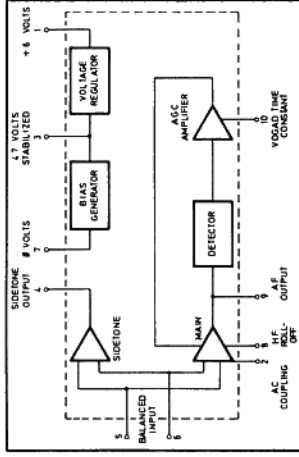 SIDETONE
OUTPUT
Ø VOLTS
4 7 VOLTS
STABILIZED
+ 6 VOLTS
4
7
3
1
BIAS
GENERATOR
VOLTAGE
REGULATOR
SIDETONE
5
BALANCED
INPUT
6
MAIN
DETECTOR
AGC
AMPLIFIER
2
8
9
10
AC
COUPLING
HF
ROLL-
OFF
AF
OUTPUT
VOGAD TIME
CONSTANT